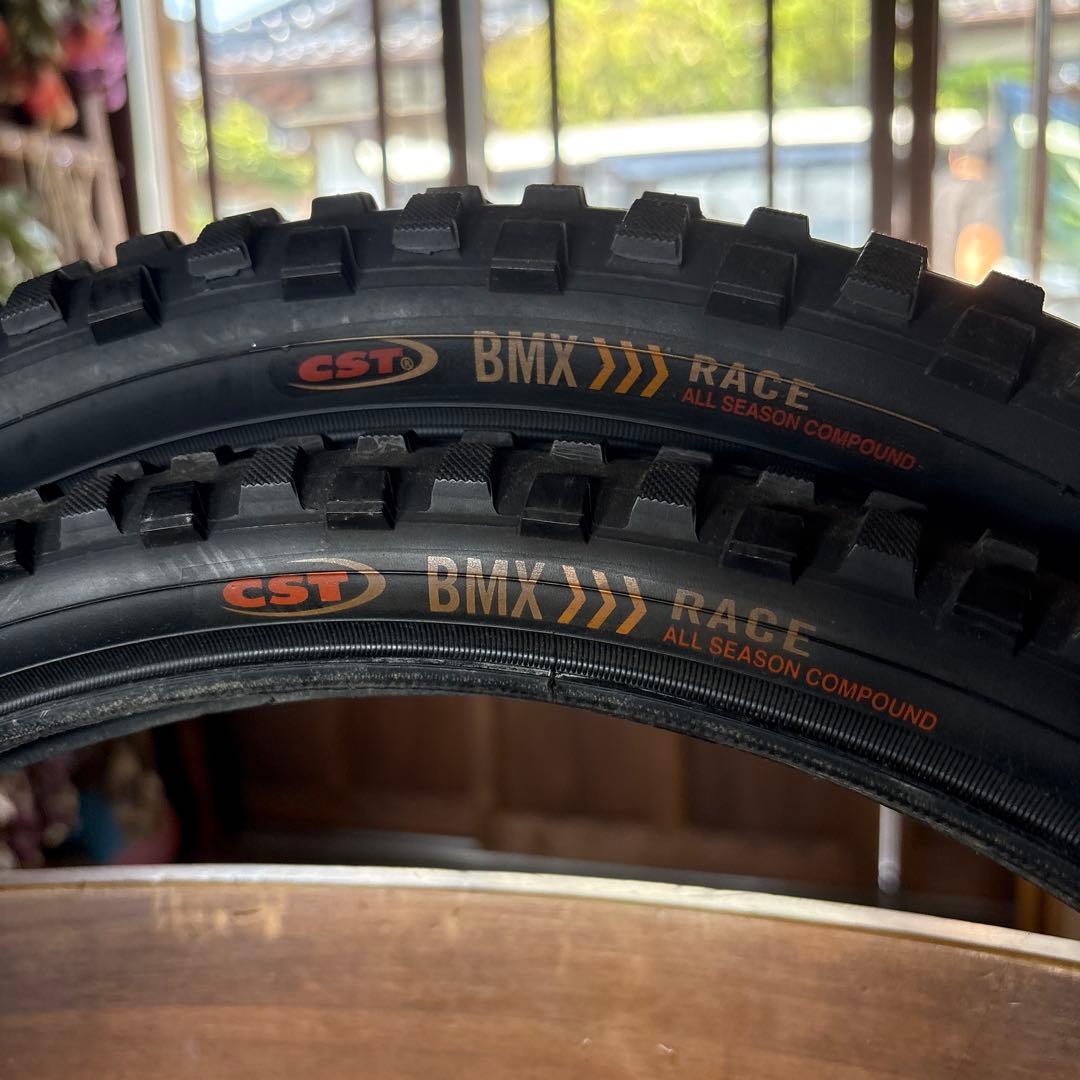 CST® BMX >>> RACE
ALL SEASON COMPOUND
CST BMX >>> RACE
ALL SEASON COMPOUND